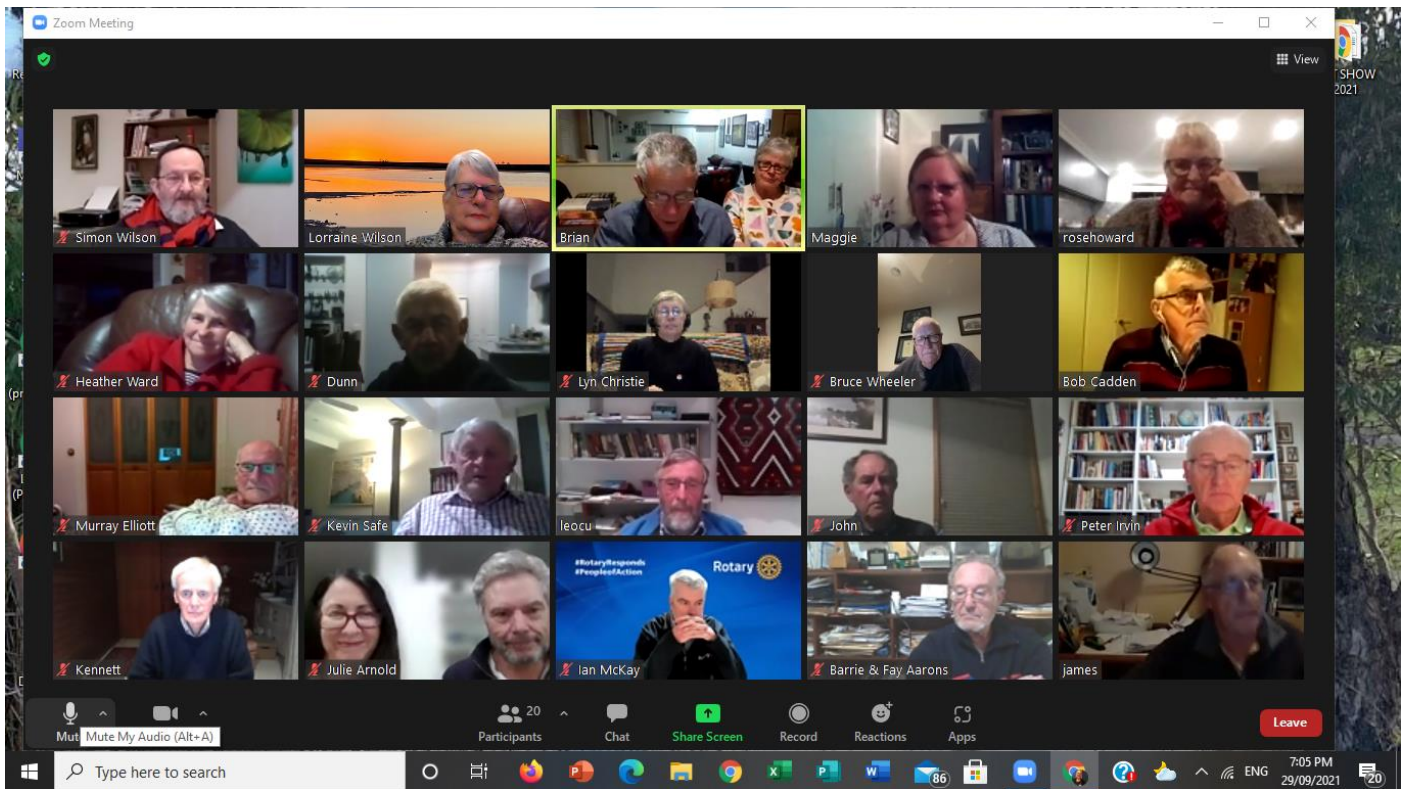 Zoom Meeting
View
T SHOW
2021
Simon Wilson
Lorraine Wilson
Brian
Maggie
rosehoward
Heather Ward
Dunn
Lyn Christie
Bruce Wheeler
Bob Cadden
Murray Elliott
Kevin Safe
leocu
John
Peter Irvin
#RotaryResponds
#PeopleofAction
Rotary
Kennett
Julie Arnold
Ian McKay
Barrie & Fay Aarons
james
20
Mut
Mute My Audio (Alt+A)
Participants
Chat
Share Screen
Record
Reactions
Apps
Leave
Type here to search
86
ENG
7:05 PM
29/09/2021
20